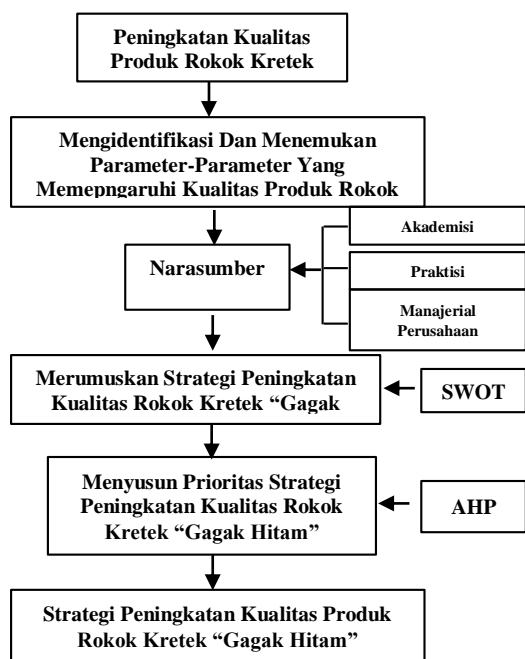 Peningkatan Kualitas
Produk Rokok Kretek
Mengidentifikasi Dan Menemukan
Parameter-Parameter Yang
Memepngaruhi Kualitas Produk Rokok
Narasumber
Akademisi
Praktisi
Manajerial
Perusahaan
Merumuskan Strategi Peningkatan
Kualitas Rokok Kretek “Gagak
SWOT
Menyusun Prioritas Strategi
Peningkatan Kualitas Rokok
Kretek “Gagak Hitam”
AHP
Strategi Peningkatan Kualitas Produk
Rokok Kretek “Gagak Hitam”